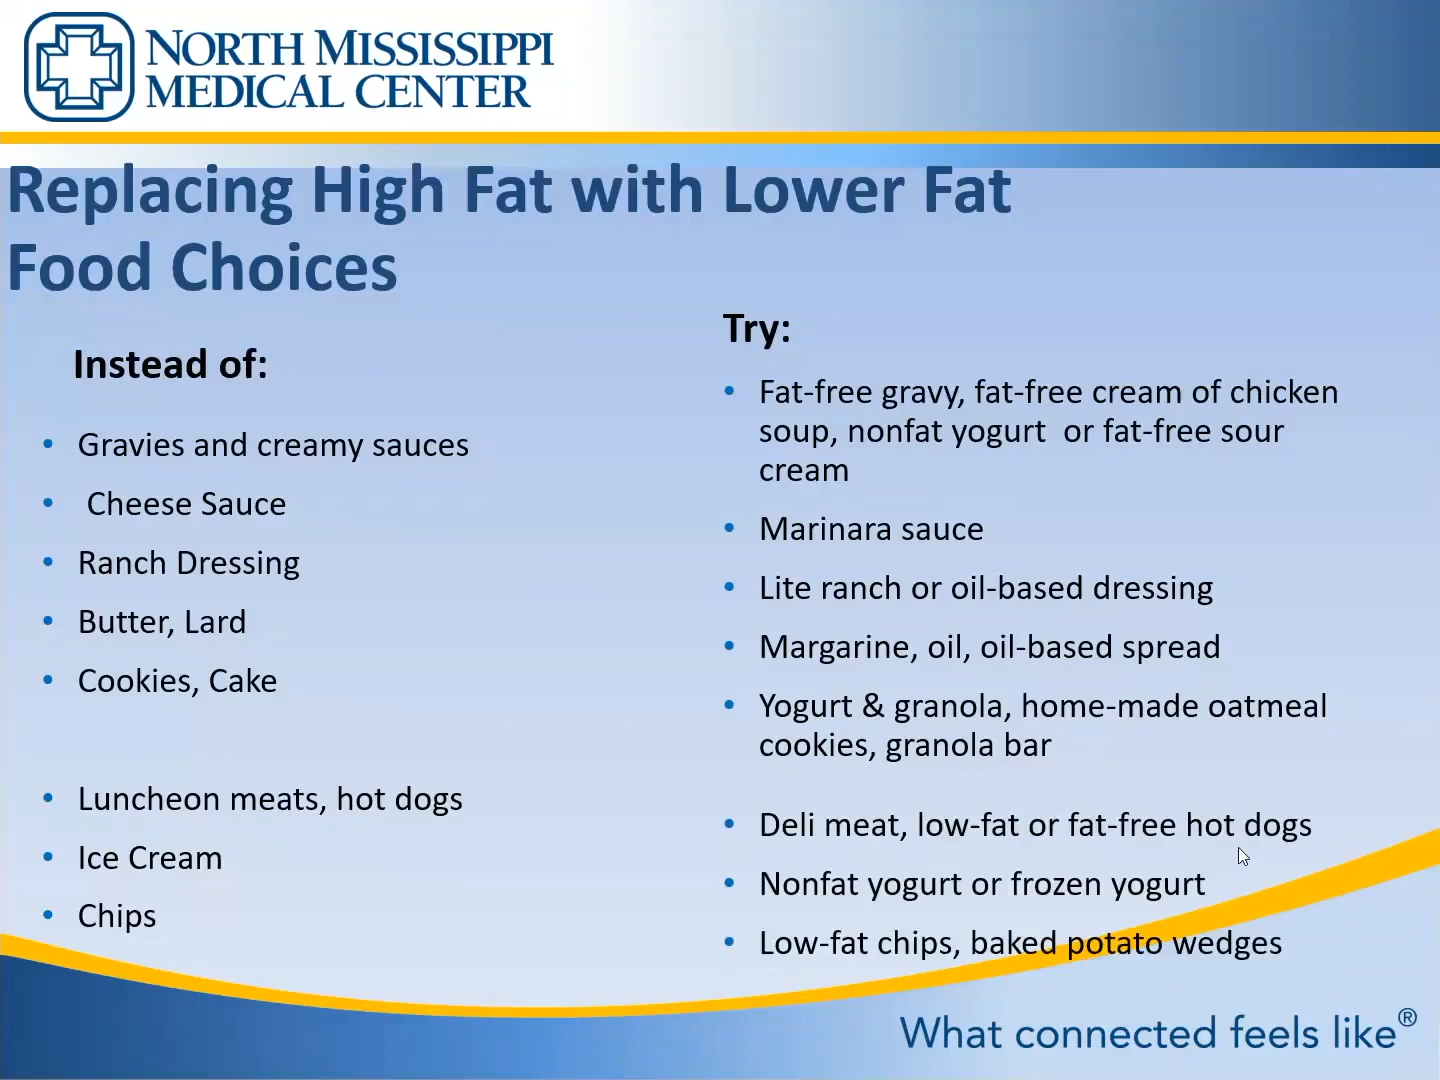 NORTH MISSISSIPPI
MEDICAL CENTER
Replacing High Fat with Lower Fat
Food Choices
Instead of:
• Gravies and creamy sauces
• Cheese Sauce
• Ranch Dressing
• Butter, Lard
• Cookies, Cake
• Luncheon meats, hot dogs
• Ice Cream
• Chips
Try:
• Fat-free gravy, fat-free cream of chicken
soup, nonfat yogurt  or fat-free sour
cream
• Marinara sauce
• Lite ranch or oil-based dressing
• Margarine, oil, oil-based spread
• Yogurt & granola, home-made oatmeal
cookies, granola bar
• Deli meat, low-fat or fat-free hot dogs
• Nonfat yogurt or frozen yogurt
• Low-fat chips, baked potato wedges
What connected feels like®